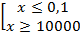 x ≤ 0,1
x ≥ 10000